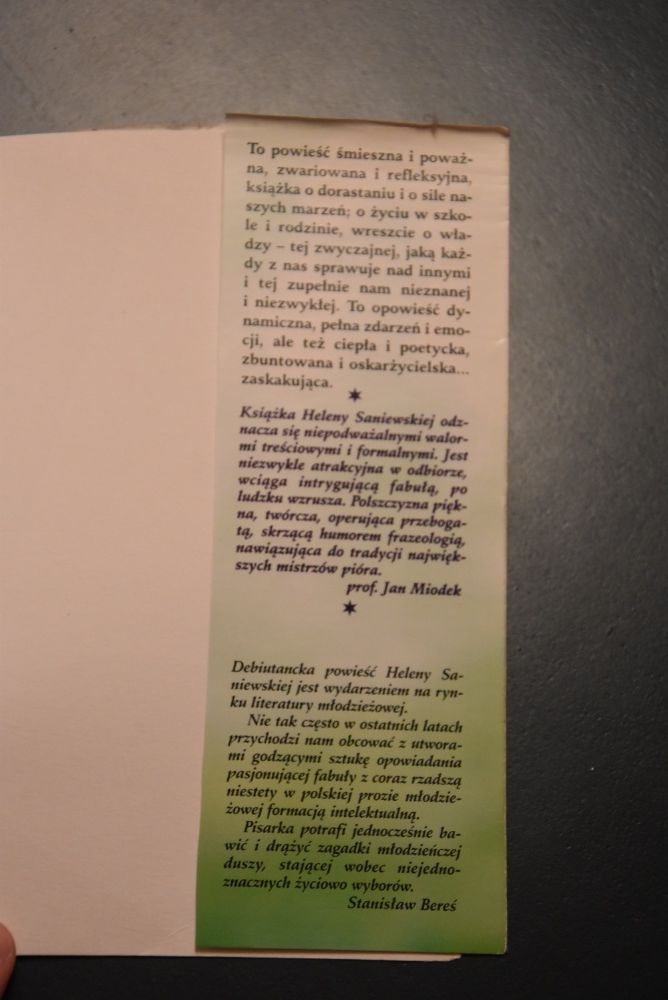 To powieść śmieszna i poważ-
na, zwariowana i refleksyjna,
książka o dorastaniu i o sile na-
szych marzeń; o życiu w szko-
le i rodzinie, wreszcie o wła-
dzy – tej zwyczajnej, jaką każ-
dy z nas sprawuje nad innymi
i tej zupełnie nam nieznanej
i niezwykłej. To opowieść dy-
namiczna, pełna zdarzeń i emo-
cji, ale też ciepła i poetycka,
zbuntowana i oskarżycielska...
zaskakująca.
Książka Heleny Saniewskiej odz-
nacza się niepodważalnymi walor-
mi treściowymi i formalnymi. Jest
niezwykle atrakcyjna w odbiorze,
wciąga intrygującą fabułą, po
ludzku wzrusza. Polszczyzna pięk-
na, twórcza, operująca przeboga-
tą, skrzącą humorem frazeologią,
nawiązująca do tradycji najwięk-
szych mistrzów pióra.
prof. Jan Miodek
Debiutancka powieść Heleny Sa-
niewskiej jest wydarzeniem na ryn-
ku literatury młodzieżowej.
Nie tak często w ostatnich latach
przychodzi nam obcować z utwora-
mi godzącymi sztukę opowiadania
pasjonującej fabuły z coraz rzadszą
niestety w polskiej prozie młodzie-
żowej formacją intelektualną.
Pisarka potrafi jednocześnie ba-
wić i drążyć zagadki młodzieńczej
duszy, stającej wobec niejedno-
znacznych życiowo wyborów.
Stanisław Bereś